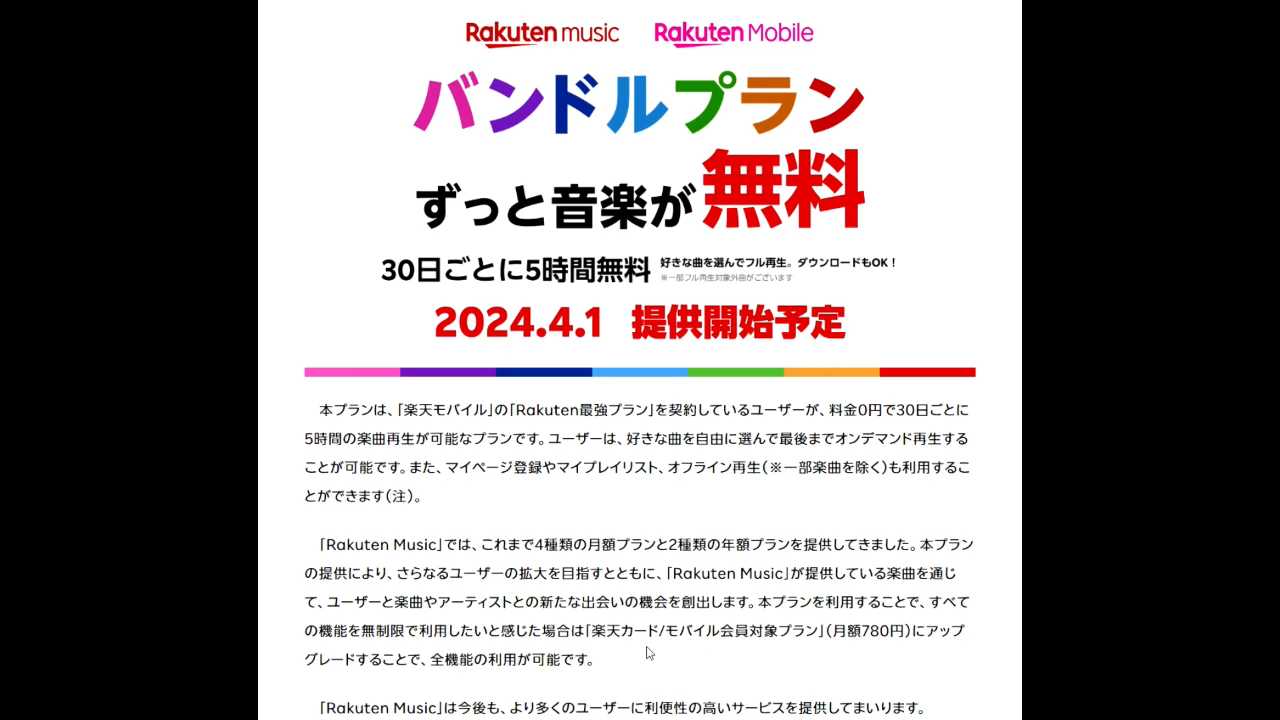 Rakuten music Rakuten Mobile
バンドルプラン
ずっと音楽が無料
30日ごとに5時間無料 好きな曲を選んでフル再生。ダウンロードもOK！
※一部フル再生対象外曲がございます
2024.4.1 提供開始予定
本プランは、「楽天モバイル」の「Rakuten最強プラン」を契約しているユーザーが、料金0円で30日ごとに
5時間の楽曲再生が可能なプランです。ユーザーは、好きな曲を自由に選んで最後までオンデマンド再生する
ことが可能です。また、マイページ登録やマイプレイリスト、オフライン再生（※一部楽曲を除く）も利用するこ
とができます（注）。
「Rakuten Music」では、これまで4種類の月額プランと2種類の年額プランを提供してきました。本プラン
の提供により、さらなるユーザーの拡大を目指すとともに、「Rakuten Music」が提供している楽曲を通じ
て、ユーザーと楽曲やアーティストとの新たな出会いの機会を創出します。本プランを利用することで、すべて
の機能を無制限で利用したいと感じた場合は「楽天カード/モバイル会員対象プラン」（月額780円）にアップ
グレードすることで、全機能の利用が可能です。
「Rakuten Music」は今後も、より多くのユーザーに利便性の高いサービスを提供してまいります。